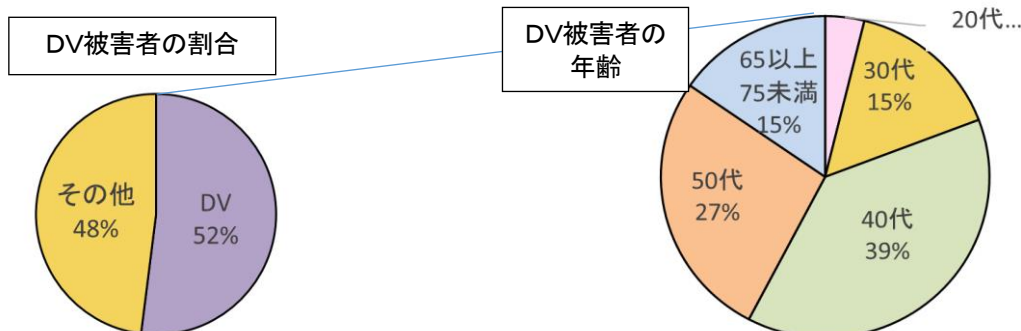 DV被害者の割合
その他
48%
DV
52%
DV被害者の
年齢
20代...
30代
15%
40代
39%
50代
27%
65以上
75未満
15%